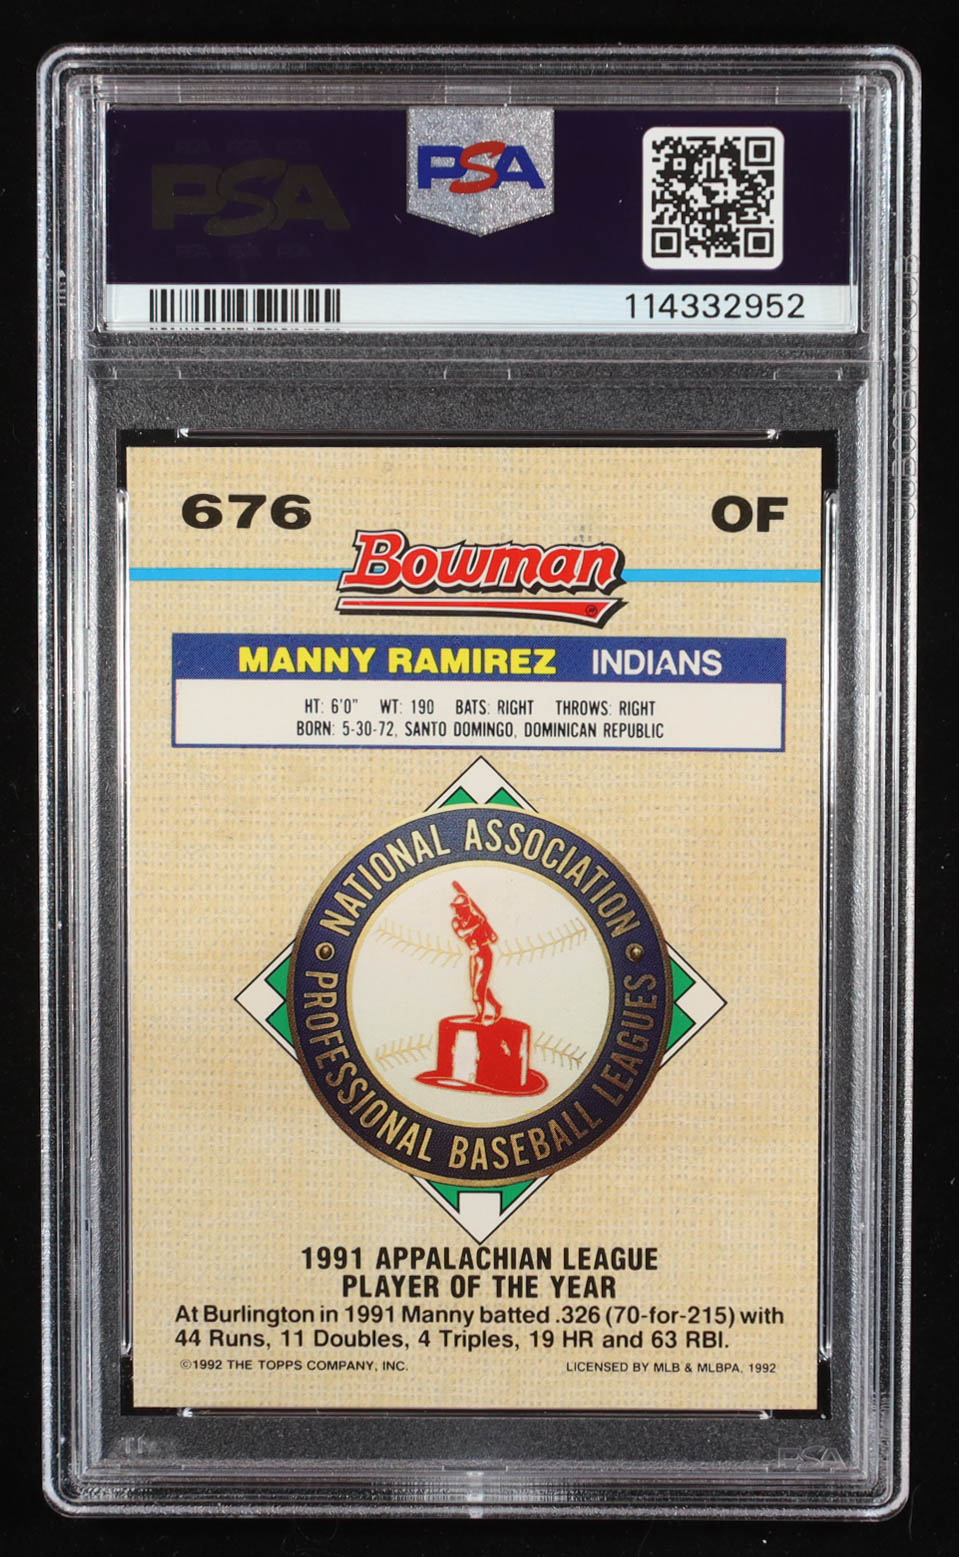 PSA
PSA
114332952
676
OF
Bowman
MANNY RAMIREZ INDIANS
HT: 6'0" WT: 190 BATS: RIGHT THROWS: RIGHT
BORN: 5-30-72, SANTO DOMINGO, DOMINICAN REPUBLIC
NATIONAL ASSOCIATION
PROFESSIONAL BASEBALL LEAGUES
1991 APPALACHIAN LEAGUE
PLAYER OF THE YEAR
At Burlington in 1991 Manny batted .326 (70-for-215) with
44 Runs, 11 Doubles, 4 Triples, 19 HR and 63 RBI.
©1992 THE TOPPS COMPANY, INC.
LICENSED BY MLB & MLBPA, 1992
PSA